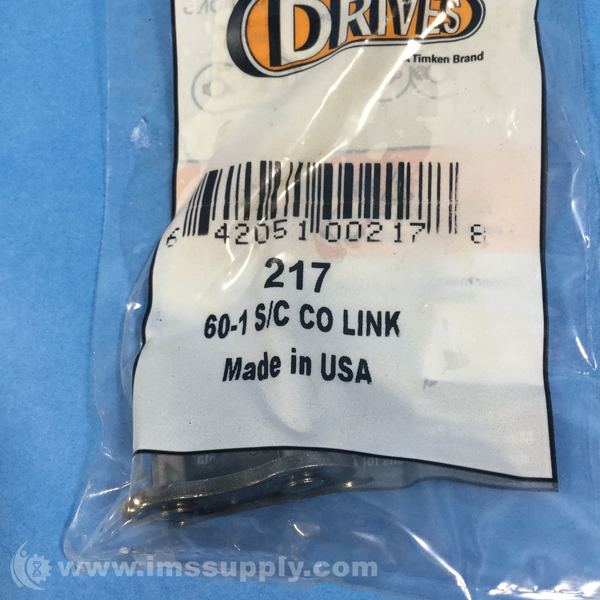 DRIVES
A Timken Brand
6 42051 00217 8
217
60-1 S/C CO LINK
Made in USA
www.imssupply.com